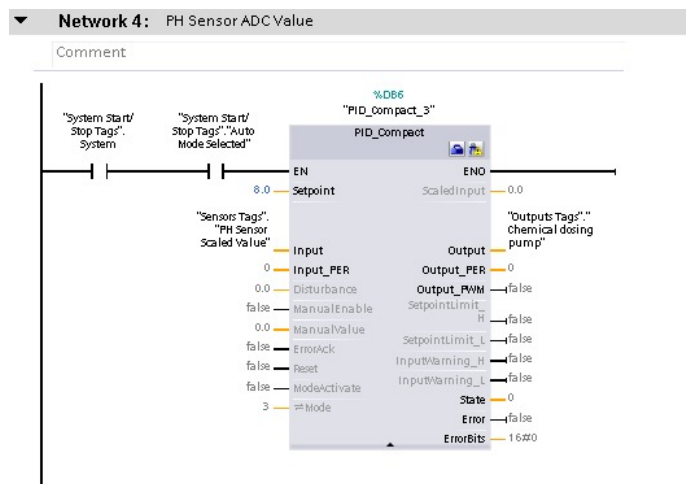 Network 4: PH Sensor ADC Value
Comment
%DB6
"PID_Compact_3"
"System Start/
Stop Tags".
System
"System Start/
Stop Tags"."Auto
Mode Selected"
PID_Compact
EN ENO
8.0 Setpoint ScaledInput 0.0
"Sensors Tags".
"PH Sensor
Scaled Value"
Input
"Outputs Tags"."
Chemical dosing
pump"
Output
0 Input_PER Output_PER 0
0.0 Disturbance Output_PWM false
false ManualEnable SetpointLimit_
H false
0.0 ManualValue SetpointLimit_L false
false ErrorAck InputWarning_H false
false Reset InputWarning_L false
false ModeActivate State 0
3 Mode Error false
ErrorBits 16#0